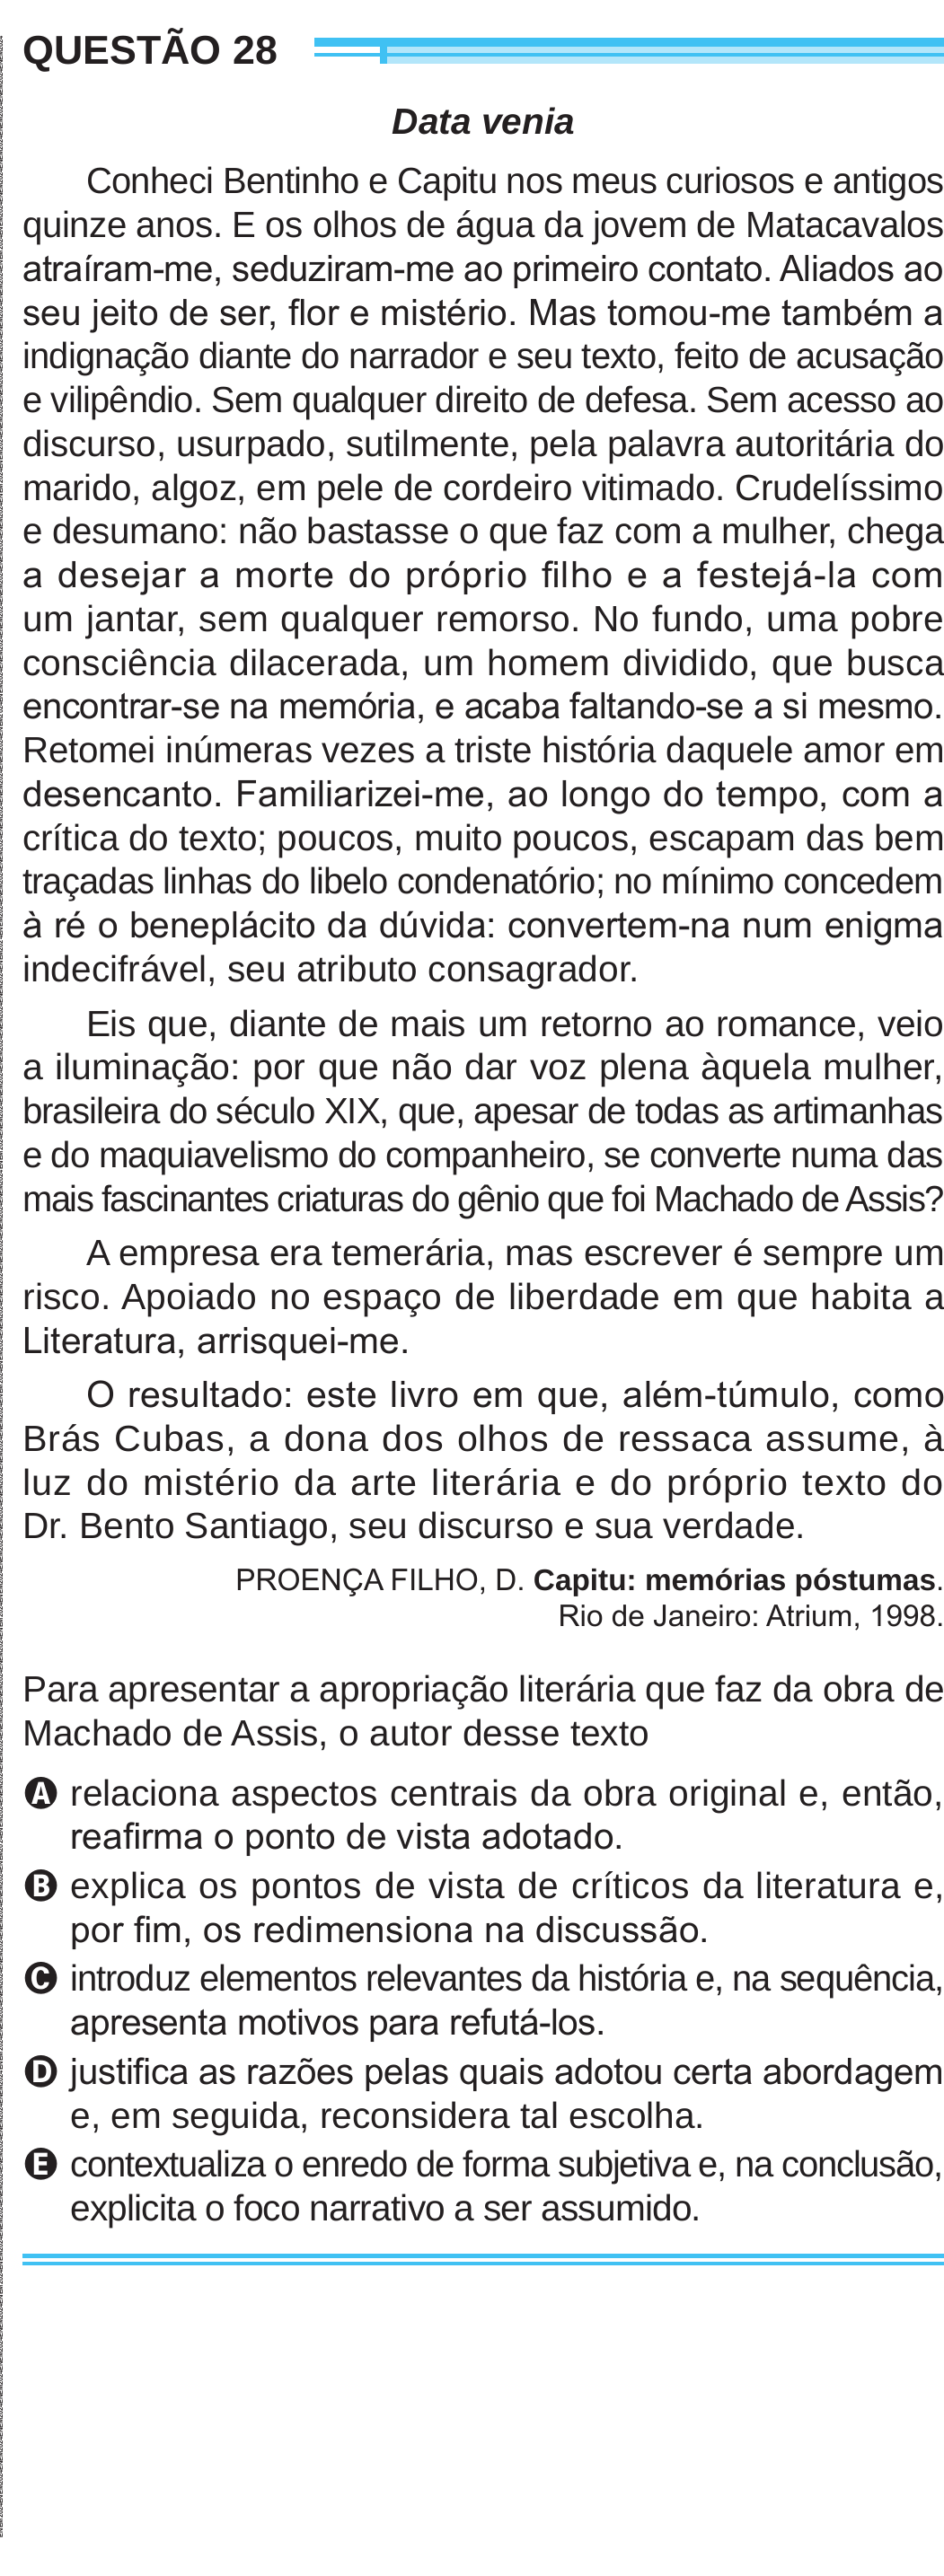 QUESTÃO 28
Data venia
Conheci Bentinho e Capitu nos meus curiosos e antigos
quinze anos. E os olhos de água da jovem de Matacavalos
atraíram-me, seduziram-me ao primeiro contato. Aliados ao
seu jeito de ser, flor e mistério. Mas tomou-me também a
indignação diante do narrador e seu texto, feito de acusação
e vilipêndio. Sem qualquer direito de defesa. Sem acesso ao
discurso, usurpado, sutilmente, pela palavra autoritária do
marido, algoz, em pele de cordeiro vitimado. Crudelíssimo
e desumano: não bastasse o que faz com a mulher, chega
a desejar a morte do próprio filho e a festejá-la com
um jantar, sem qualquer remorso. No fundo, uma pobre
consciência dilacerada, um homem dividido, que busca
encontrar-se na memória, e acaba faltando-se a si mesmo.
Retomei inúmeras vezes a triste história daquele amor em
desencanto. Familiarizei-me, ao longo do tempo, com a
crítica do texto; poucos, muito poucos, escapam das bem
traçadas linhas do libelo condenatório; no mínimo concedem
à ré o beneplácito da dúvida: convertem-na num enigma
indecifrável, seu atributo consagrador.
Eis que, diante de mais um retorno ao romance, veio
a iluminação: por que não dar voz plena àquela mulher,
brasileira do século XIX, que, apesar de todas as artimanhas
e do maquiavelismo do companheiro, se converte numa das
mais fascinantes criaturas do gênio que foi Machado de Assis?
A empresa era temerária, mas escrever é sempre um
risco. Apoiado no espaço de liberdade em que habita a
Literatura, arrisquei-me.
O resultado: este livro em que, além-túmulo, como
Brás Cubas, a dona dos olhos de ressaca assume, à
luz do mistério da arte literária e do próprio texto do
Dr. Bento Santiago, seu discurso e sua verdade.
PROENÇA FILHO, D. Capitu: memórias póstumas.
Rio de Janeiro: Atrium, 1998.
Para apresentar a apropriação literária que faz da obra de
Machado de Assis, o autor desse texto
A relaciona aspectos centrais da obra original e, então,
reafirma o ponto de vista adotado.
B explica os pontos de vista de críticos da literatura e,
por fim, os redimensiona na discussão.
C introduz elementos relevantes da história e, na sequência,
apresenta motivos para refutá-los.
D justifica as razões pelas quais adotou certa abordagem
e, em seguida, reconsidera tal escolha.
E contextualiza o enredo de forma subjetiva e, na conclusão,
explicita o foco narrativo a ser assumido.